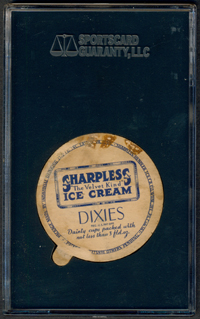 SPORTSCARD
GUARANTY, LLC
SHARPLESS
"The Velvet Kind"
ICE CREAM
DIXIES
Dainty cups packed with
not less than 5 fld. oz.